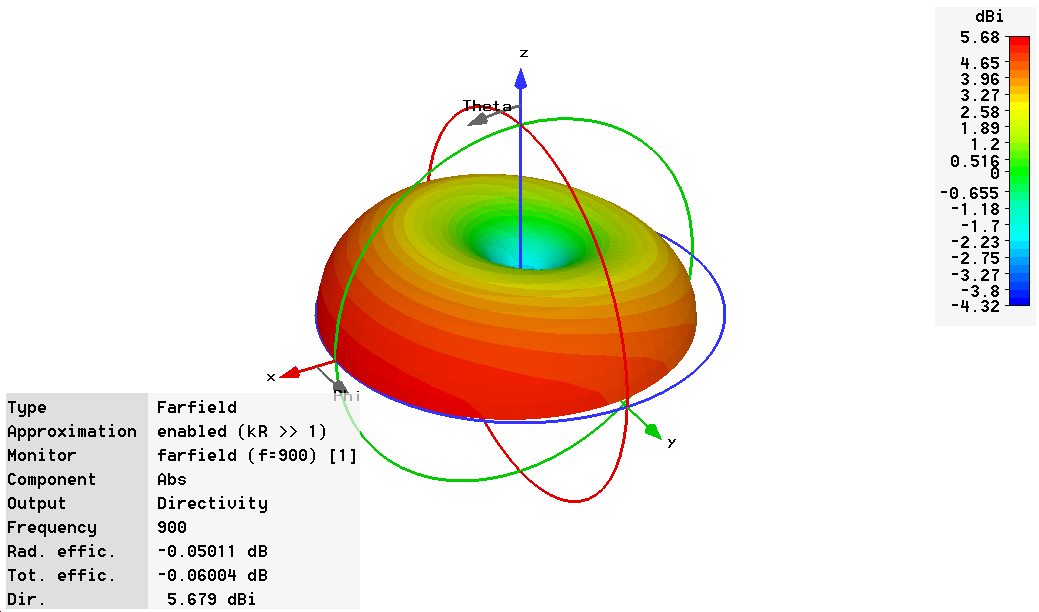 dBi
5.68
4.65
3.96
3.27
2.58
1.89
1.2
0.516
0
-0.655
-1.18
-1.7
-2.23
-2.75
-3.27
-3.8
-4.32
z
Theta
x
Phi
y
Type Farfield
Approximation enabled (kR >> 1)
Monitor farfield (f=900) [1]
Component Abs
Output Directivity
Frequency 900
Rad. effic. -0.05011 dB
Tot. effic. -0.06004 dB
Dir. 5.679 dBi